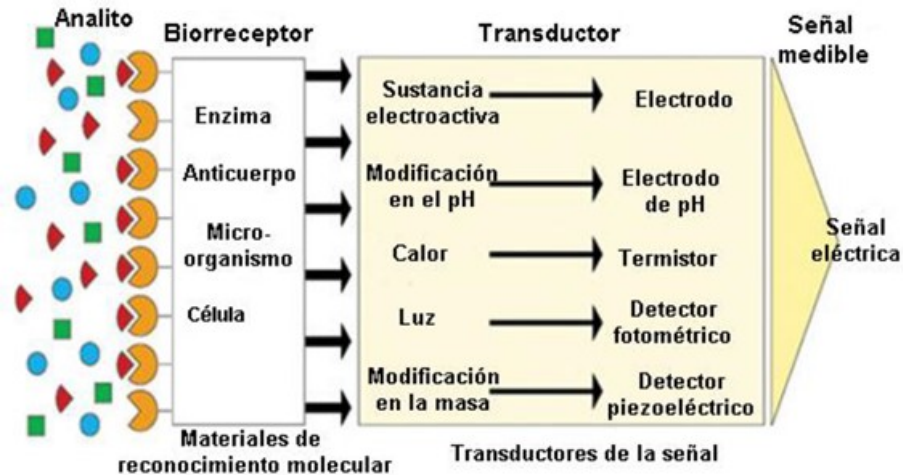 Analito
Biorreceptor
Transductor
Señal
medible
Enzima
Anticuerpo
Micro-
organismo
Célula
Sustancia
electroactiva
Electrodo
Modificación
en el pH
Electrodo
de pH
Calor
Termistor
Luz
Detector
fotométrico
Modificación
en la masa
Detector
piezoeléctrico
Señal
eléctrica
Materiales de
reconocimiento molecular
Transductores de la señal